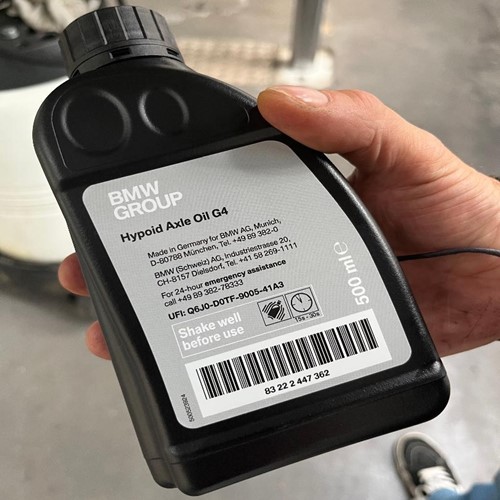 BMW
GROUP
Hypoid Axle Oil G4
Made in Germany for BMW AG, Munich,
D-80788 München, Tel. +49 89 382-0
BMN (Schweiz) AG, Industriestrasse 20,
CH-8157 Dielsdorf, Tel. +41 58 269-1111
For 24-hour emergency assistance
call +49 89 382-78333
UFI: Q6J0-D0TF-9005-41A3
Shake well
before use
15s-30s
500 ml e
83 22 2 447 362